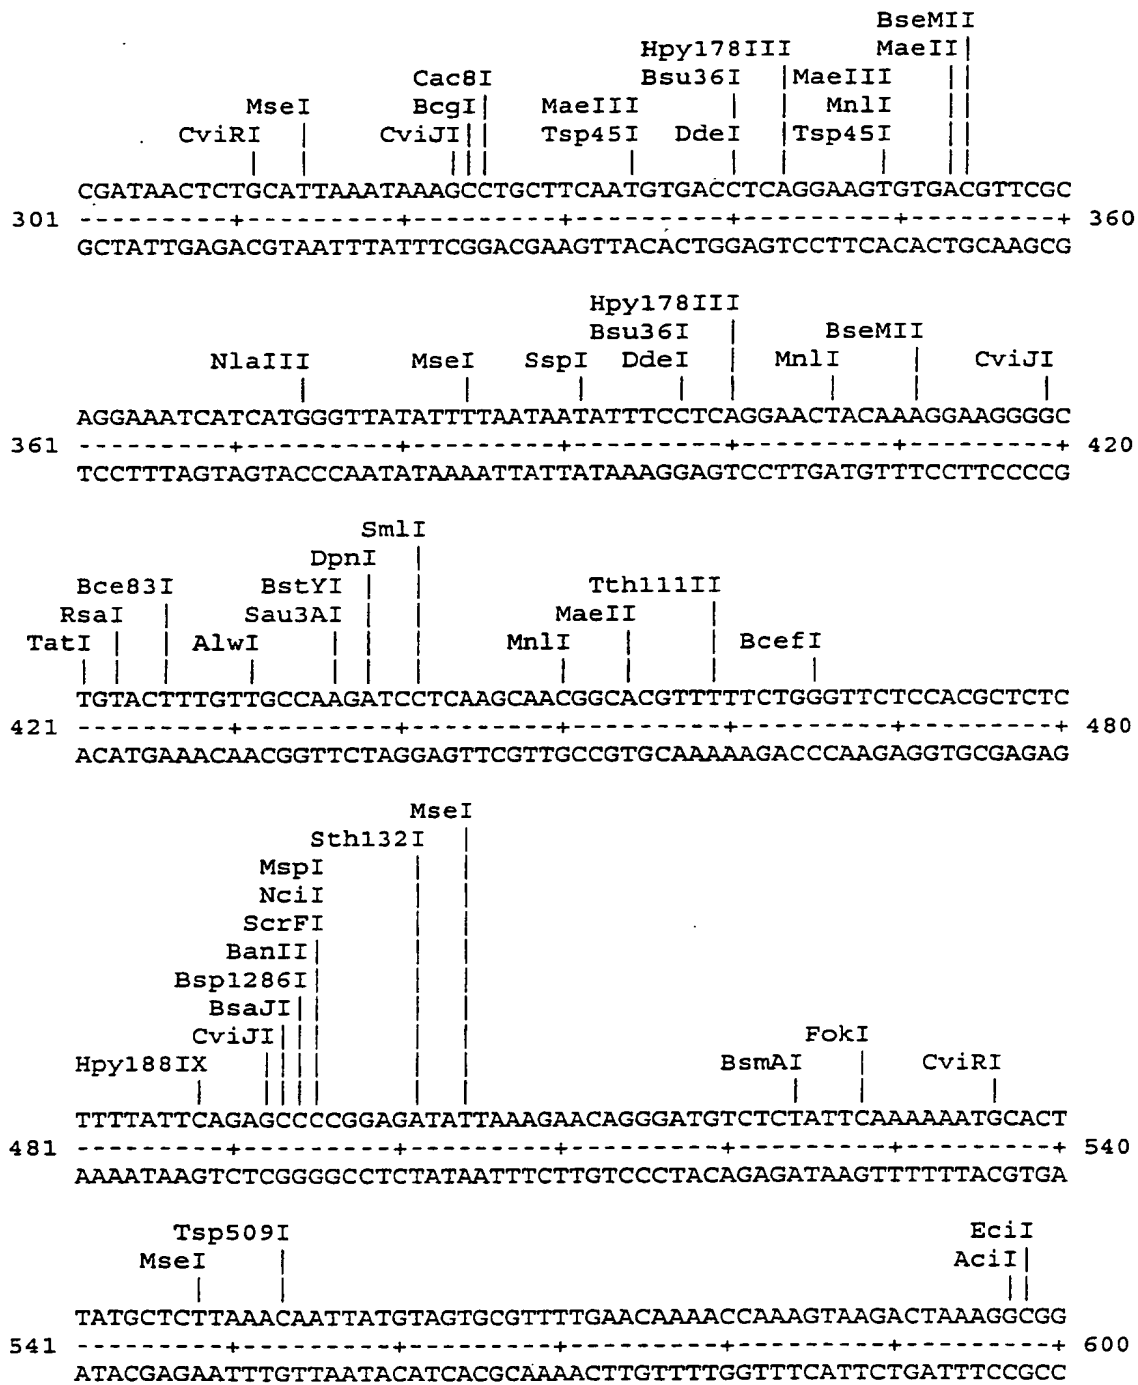 BseMII
Hpy178III MaeII
Cac8I Bsu36I MaeIII
MseI BcgI MaeIII MnlI
CviRI CviJI Tsp45I DdeI Tsp45I
CGATAACTCTGCATTAAATAAAGCCTGCTTCAATGTGACCTCAGGAAGTGTGACGTTCGC
301 ---------+---------+---------+---------+---------+---------+ 360
GCTATTGAGACGTAATTTATTTCGGACGAAGTTACACTGGAGTCCTTCACACTGCAAGCG
Hpy178III
Bsu36I BseMII
NlaIII MseI SspI DdeI MnlI CviJI
AGGAAATCATCATGGGTTATATTTTAATAATATTTCCTCAGGAACTACAAAGGAAGGGGC
361 ---------+---------+---------+---------+---------+---------+ 420
TCCTTTAGTAGTACCCAATATAAAATTATTATAAAGGAGTCCTTGATGTTTCCTTCCCCG
SmlI
DpnI
Bce83I BstYI Tth111II
RsaI Sau3AI MaeII
TatI AlwI MnlI BcefI
TGTACTTTGTTGCCAAGATCCTCAAGCAACGGCACGTTTTTCTGGGTTCTCCACGCTCTC
421 ---------+---------+---------+---------+---------+---------+ 480
ACATGAAACAACGGTTCTAGGAGTTCGTTGCCGTGCAAAAAGACCCAAGAGGTGCGAGAG
MseI
Sth132I
MspI
NciI
ScrFI
BanII
Bsp1286I
BsaJI
CviJI FokI
Hpy188IX BsmAI CviRI
TTTTATTCAGAGCCCCGGAGATATTAAAGAACAGGGATGTCTCTATTCAAAAAATGCACT
481 ---------+---------+---------+---------+---------+---------+ 540
AAAATAAGTCTCGGGGCCTCTATAATTTCTTGTCCCTACAGAGATAAGTTTTTTACGTGA
Tsp509I EciI
MseI AciI
TATGCTCTTAAACAATTATGTAGTGCGTTTTGAACAAAACCAAAGTAAGACTAAAGGCGG
541 ---------+---------+---------+---------+---------+---------+ 600
ATACGAGAATTTGTTAATACATCACGCAAAACTTGTTTTGGTTTCATTCTGATTTCCGCC